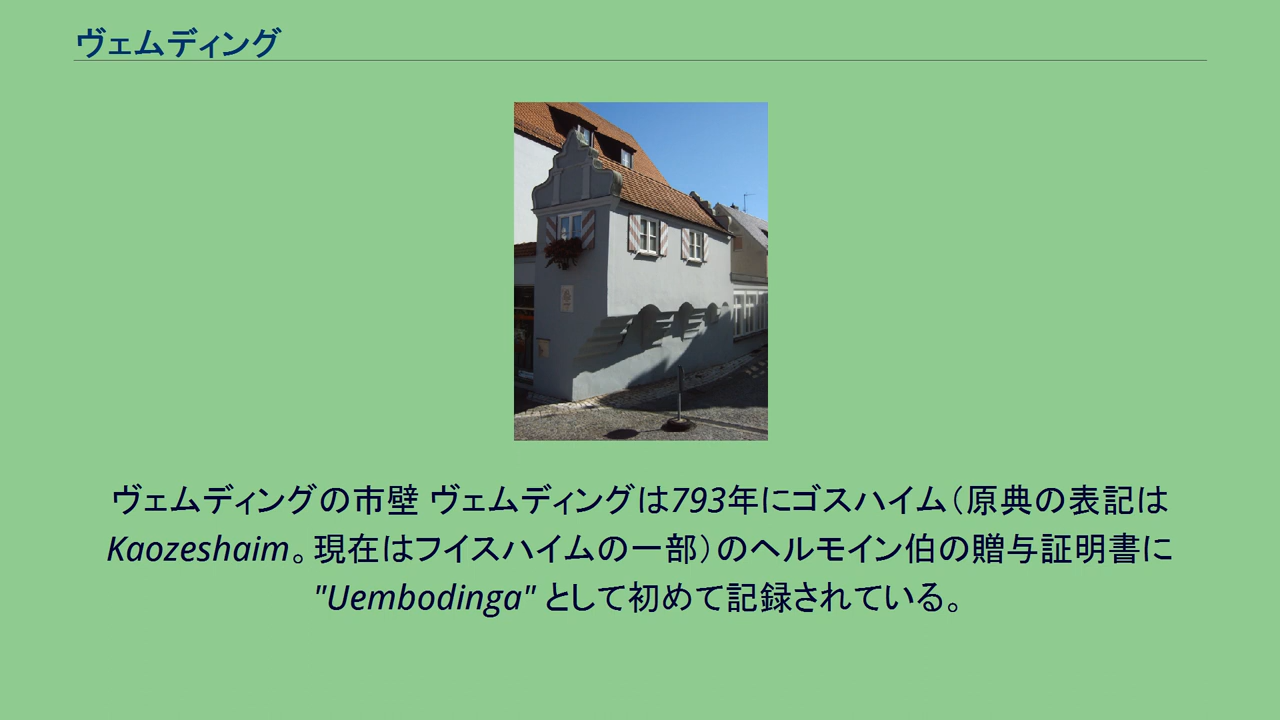 ヴェムディング
ヴェムディングの市壁 ヴェムディングは793年にゴスハイム（原典の表記は
Kaozeshaim。現在はフイスハイムの一部）のヘルモイン伯の贈与証明書に
"Uembodinga" として初めて記録されている。